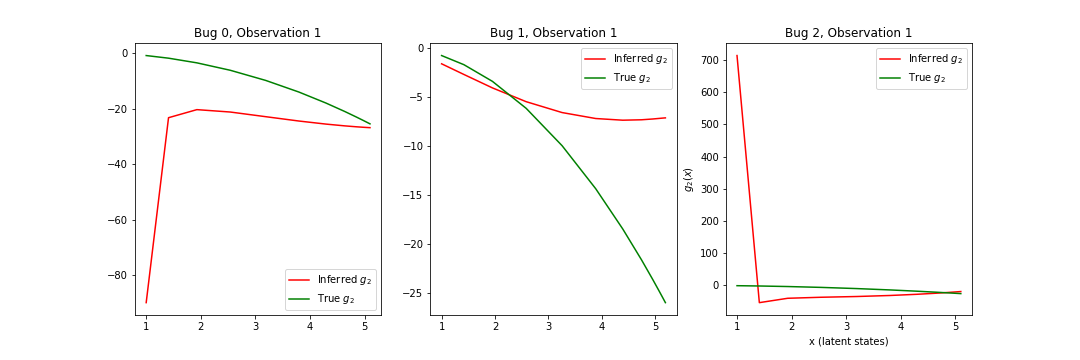 Bug 0, Observation 1
0
−20
−40
−60
−80
1 2 3 4 5
Inferred g₂
True g₂
Bug 1, Observation 1
0
−5
−10
−15
−20
−25
1 2 3 4 5
Inferred g₂
True g₂
Bug 2, Observation 1
g₂(x)
700
600
500
400
300
200
100
0
1 2 3 4 5
x (latent states)
Inferred g₂
True g₂